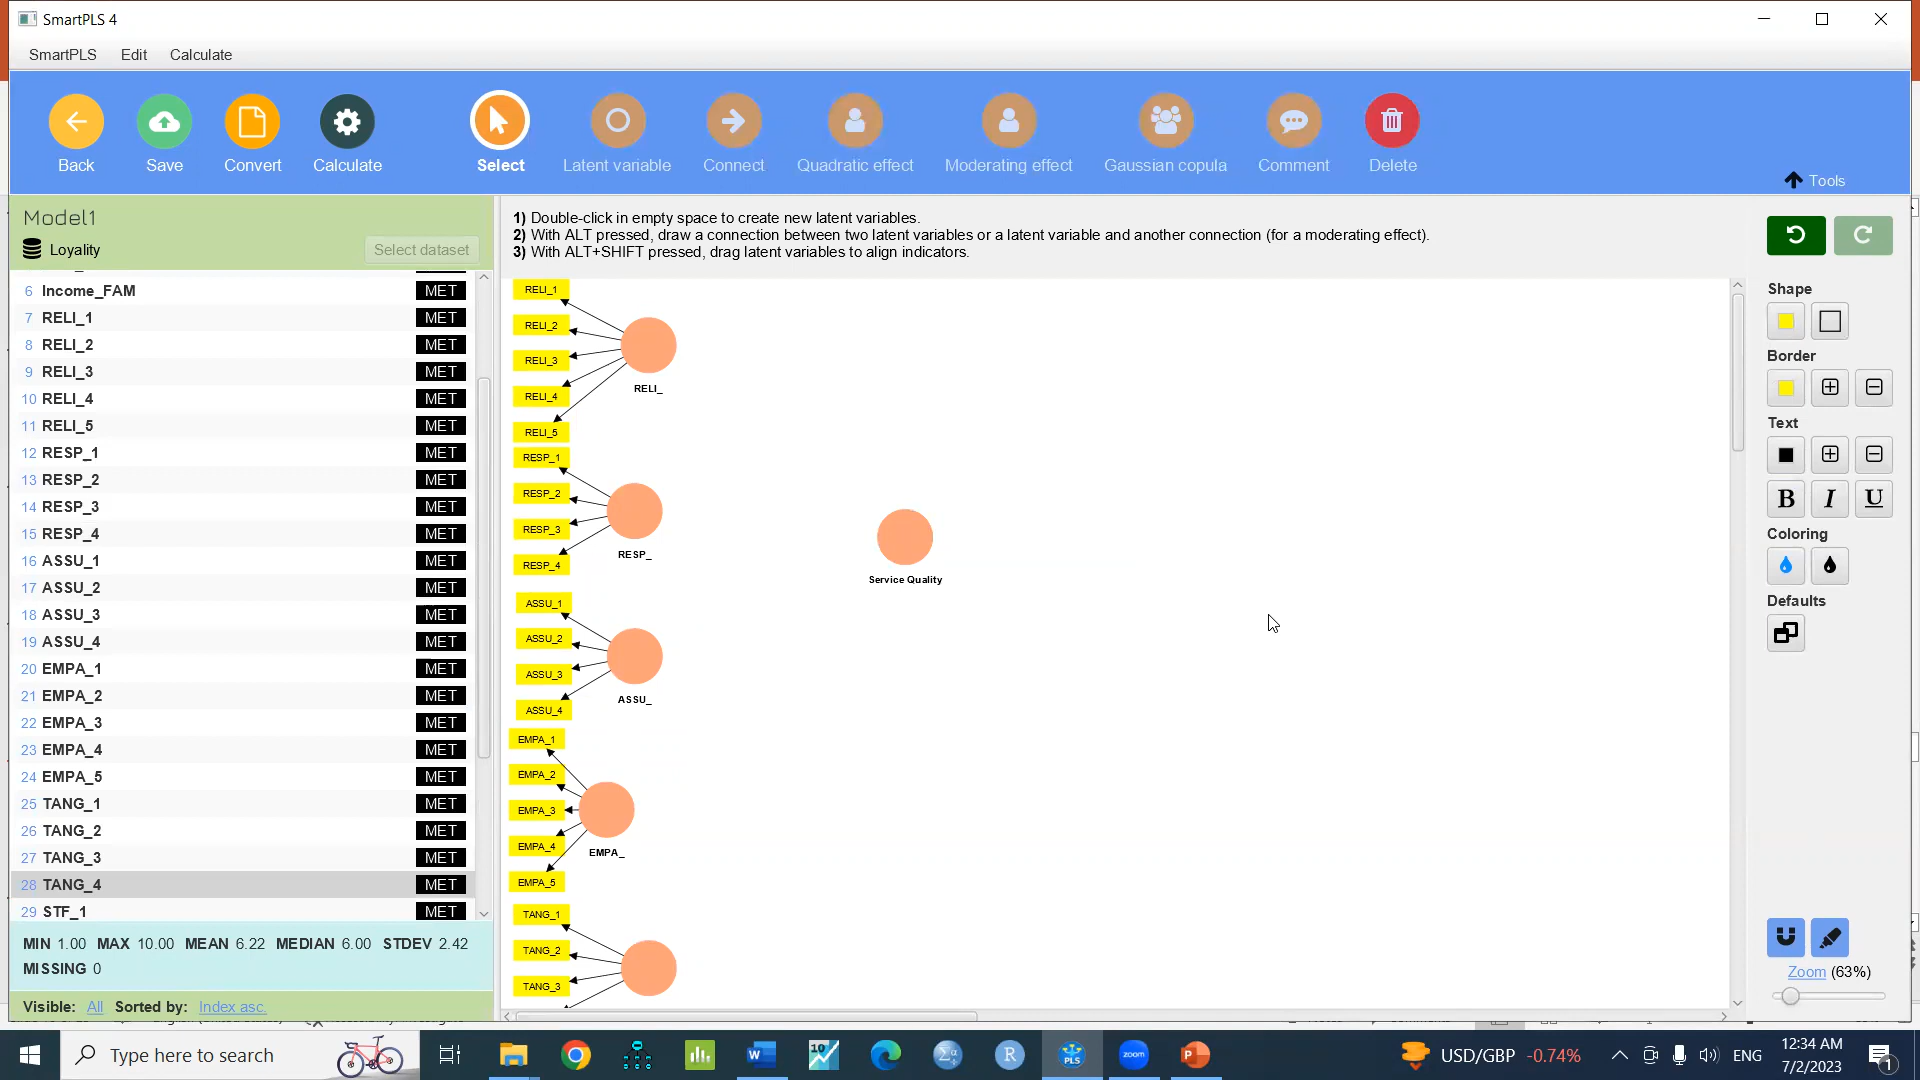 SmartPLS 4
SmartPLS Edit Calculate
Back Save Convert Calculate Select Latent variable Connect Quadratic effect Moderating effect Gaussian copula Comment Delete
Tools
Model1
Loyality Select dataset
1) Double-click in empty space to create new latent variables.
2) With ALT pressed, draw a connection between two latent variables or a latent variable and another connection (for a moderating effect).
3) With ALT+SHIFT pressed, drag latent variables to align indicators.
6 Income_FAM MET
7 RELI_1 MET
8 RELI_2 MET
9 RELI_3 MET
10 RELI_4 MET
11 RELI_5 MET
12 RESP_1 MET
13 RESP_2 MET
14 RESP_3 MET
15 RESP_4 MET
16 ASSU_1 MET
17 ASSU_2 MET
18 ASSU_3 MET
19 ASSU_4 MET
20 EMPA_1 MET
21 EMPA_2 MET
22 EMPA_3 MET
23 EMPA_4 MET
24 EMPA_5 MET
25 TANG_1 MET
26 TANG_2 MET
27 TANG_3 MET
28 TANG_4 MET
29 STF_1 MET
MIN 1.00 MAX 10.00 MEAN 6.22 MEDIAN 6.00 STDEV 2.42
MISSING 0
Visible: All Sorted by: Index asc.
RELI_1
RELI_2
RELI_3
RELI_4
RELI_5
RELI_
RESP_1
RESP_2
RESP_3
RESP_4
RESP_
Service Quality
ASSU_1
ASSU_2
ASSU_3
ASSU_4
ASSU_
EMPA_1
EMPA_2
EMPA_3
EMPA_4
EMPA_5
EMPA_
TANG_1
TANG_2
TANG_3
Shape
Border
Text
B I U
Coloring
Defaults
Zoom (63%)
Type here to search
10
W
zoom
R
PLS
P
USD/GBP -0.74%
ENG
12:34 AM
7/2/2023
1